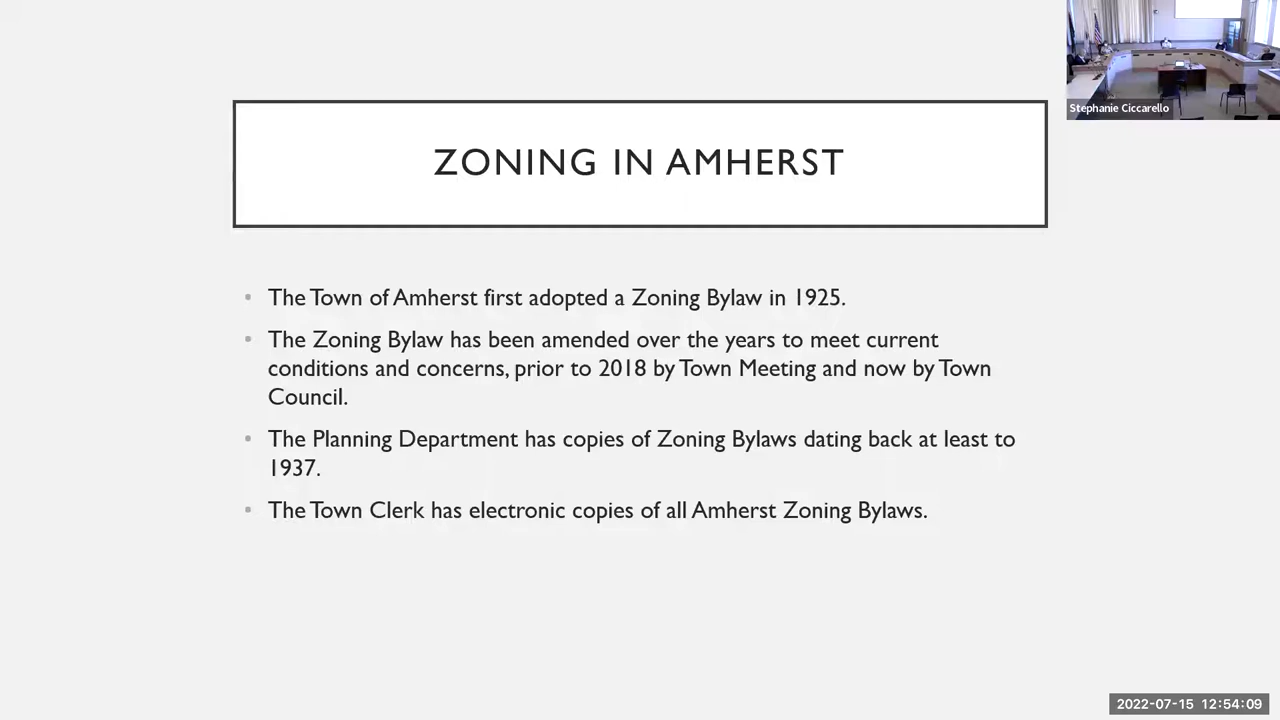 Stephanie Ciccarello
ZONING IN AMHERST
• The Town of Amherst first adopted a Zoning Bylaw in 1925.
• The Zoning Bylaw has been amended over the years to meet current
conditions and concerns, prior to 2018 by Town Meeting and now by Town
Council.
• The Planning Department has copies of Zoning Bylaws dating back at least to
1937.
• The Town Clerk has electronic copies of all Amherst Zoning Bylaws.
2022-07-15 12:54:09